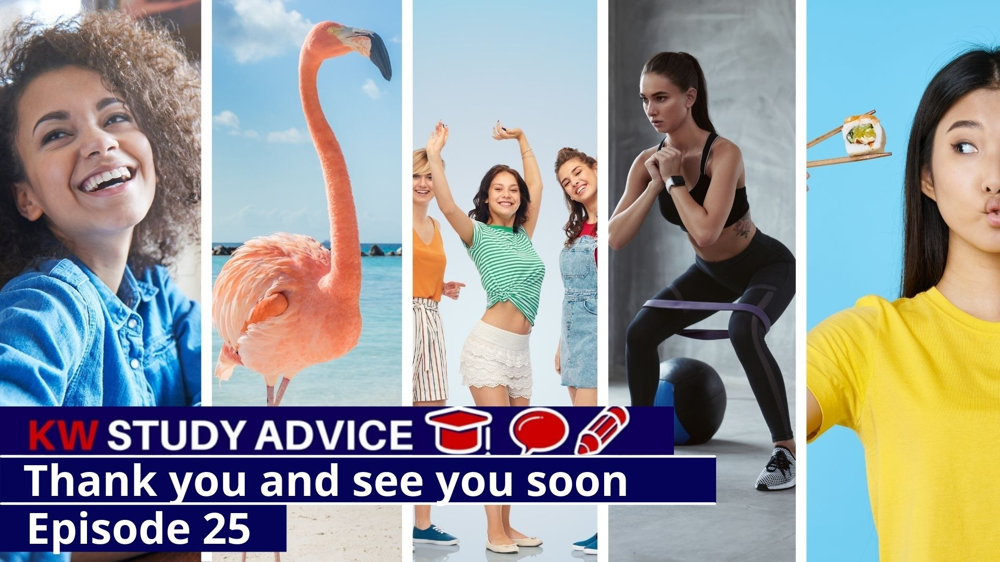 KW STUDY ADVICE
Thank you and see you soon
Episode 25